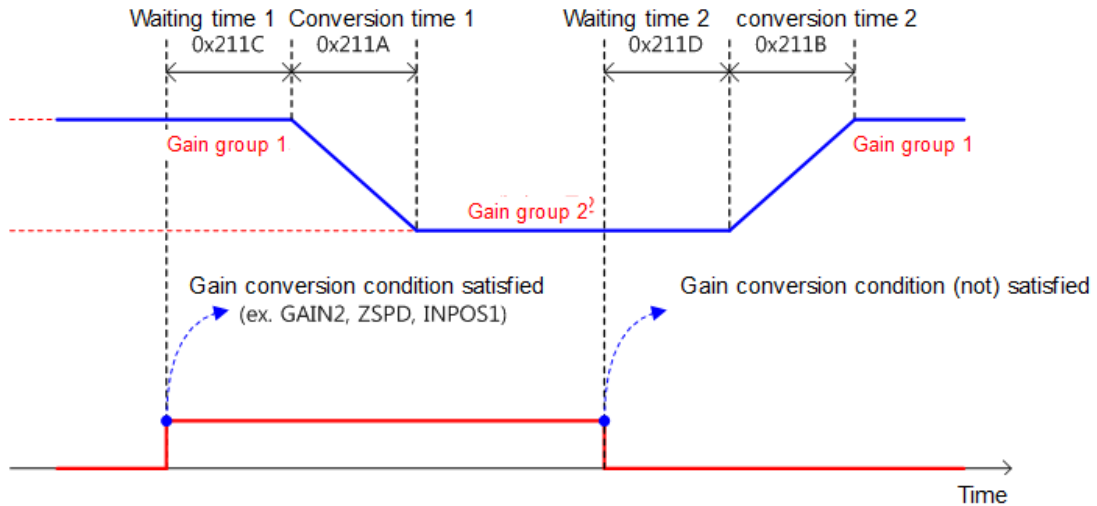 Waiting time 1 Conversion time 1
Waiting time 2 conversion time 2
0x211C 0x211A
0x211D 0x211B
Gain group 1
Gain group 1
Gain group 2
Gain conversion condition satisfied
(ex. GAIN2, ZSPD, INPOS1)
Gain conversion condition (not) satisfied
Time